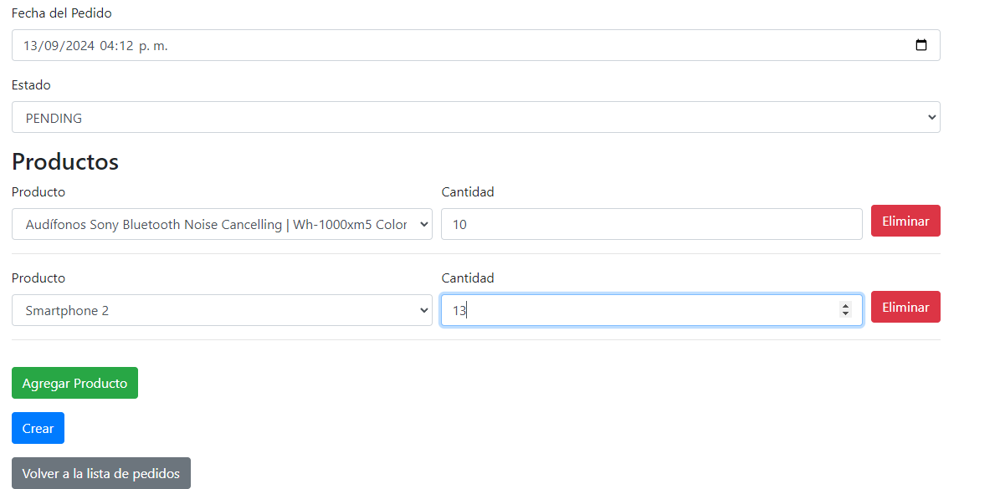 Fecha del Pedido
13/09/2024 04:12 p. m.
Estado
PENDING
Productos
Producto Cantidad
Audífonos Sony Bluetooth Noise Cancelling | Wh-1000xm5 Color 10 Eliminar
Producto Cantidad
Smartphone 2 13 Eliminar
Agregar Producto
Crear
Volver a la lista de pedidos